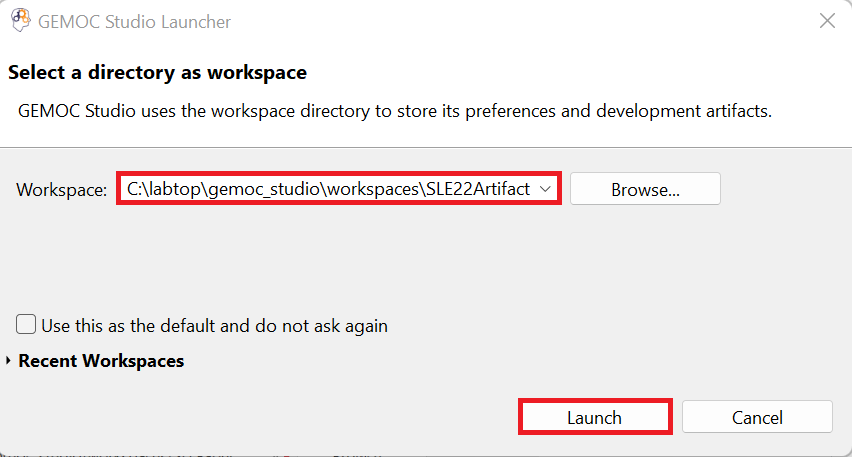 GEMOC Studio Launcher
Select a directory as workspace
GEMOC Studio uses the workspace directory to store its preferences and development artifacts.
Workspace: C:\labtop\gemoc_studio\workspaces\SLE22Artifact Browse...
Use this as the default and do not ask again
Recent Workspaces
Launch Cancel